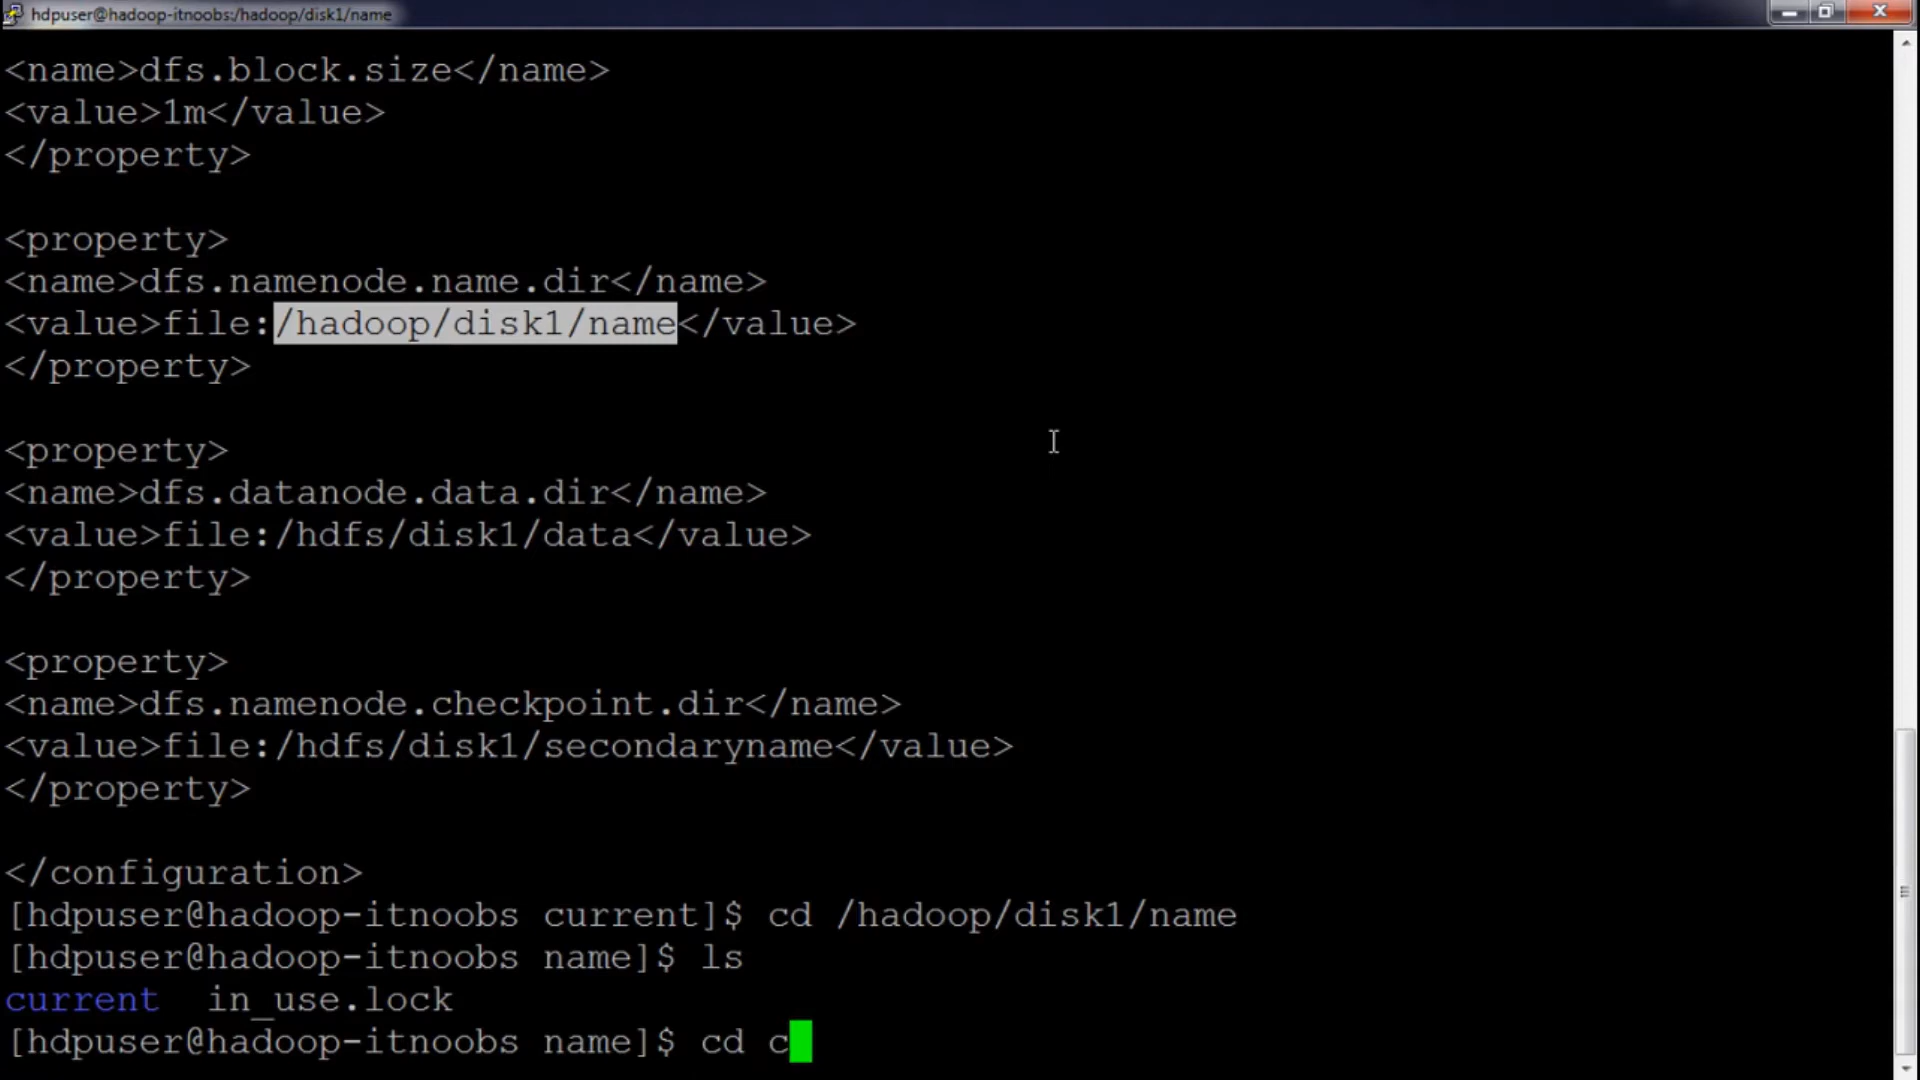 hdpuser@hadoop-itnoobs:/hadoop/disk1/name
<name>dfs.block.size</name>
<value>1m</value>
</property>
<property>
<name>dfs.namenode.name.dir</name>
<value>file:/hadoop/disk1/name</value>
</property>
<property>
<name>dfs.datanode.data.dir</name>
<value>file:/hdfs/disk1/data</value>
</property>
<property>
<name>dfs.namenode.checkpoint.dir</name>
<value>file:/hdfs/disk1/secondaryname</value>
</property>
</configuration>
[hdpuser@hadoop-itnoobs current]$ cd /hadoop/disk1/name
[hdpuser@hadoop-itnoobs name]$ ls
current  in_use.lock
[hdpuser@hadoop-itnoobs name]$ cd c